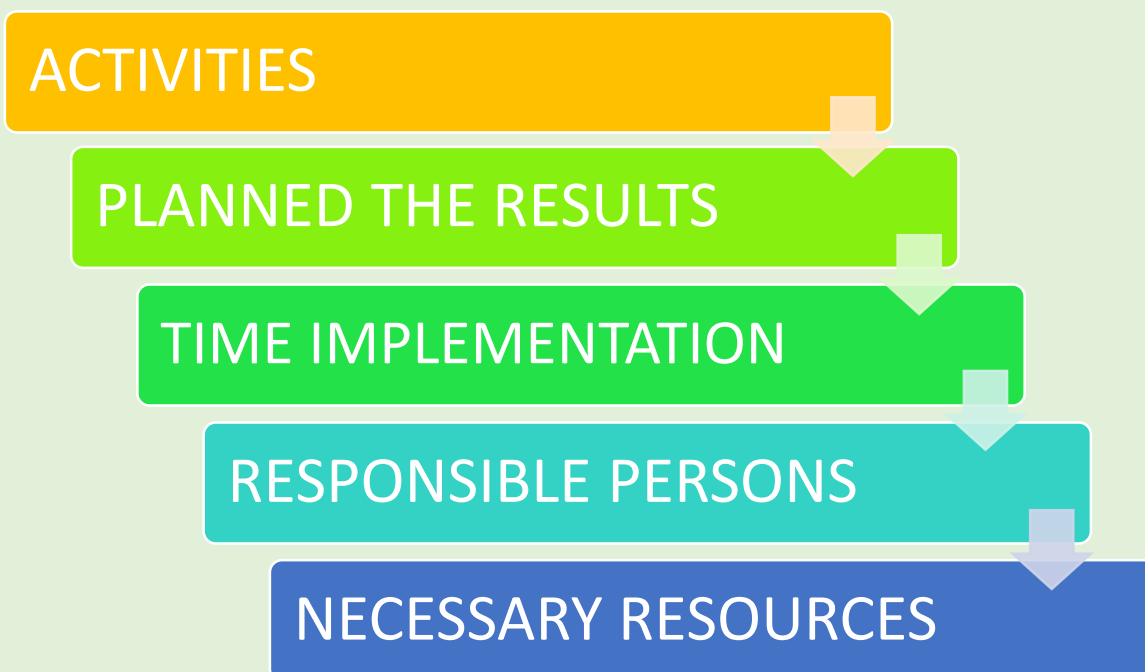 ACTIVITIES
PLANNED THE RESULTS
TIME IMPLEMENTATION
RESPONSIBLE PERSONS
NECESSARY RESOURCES